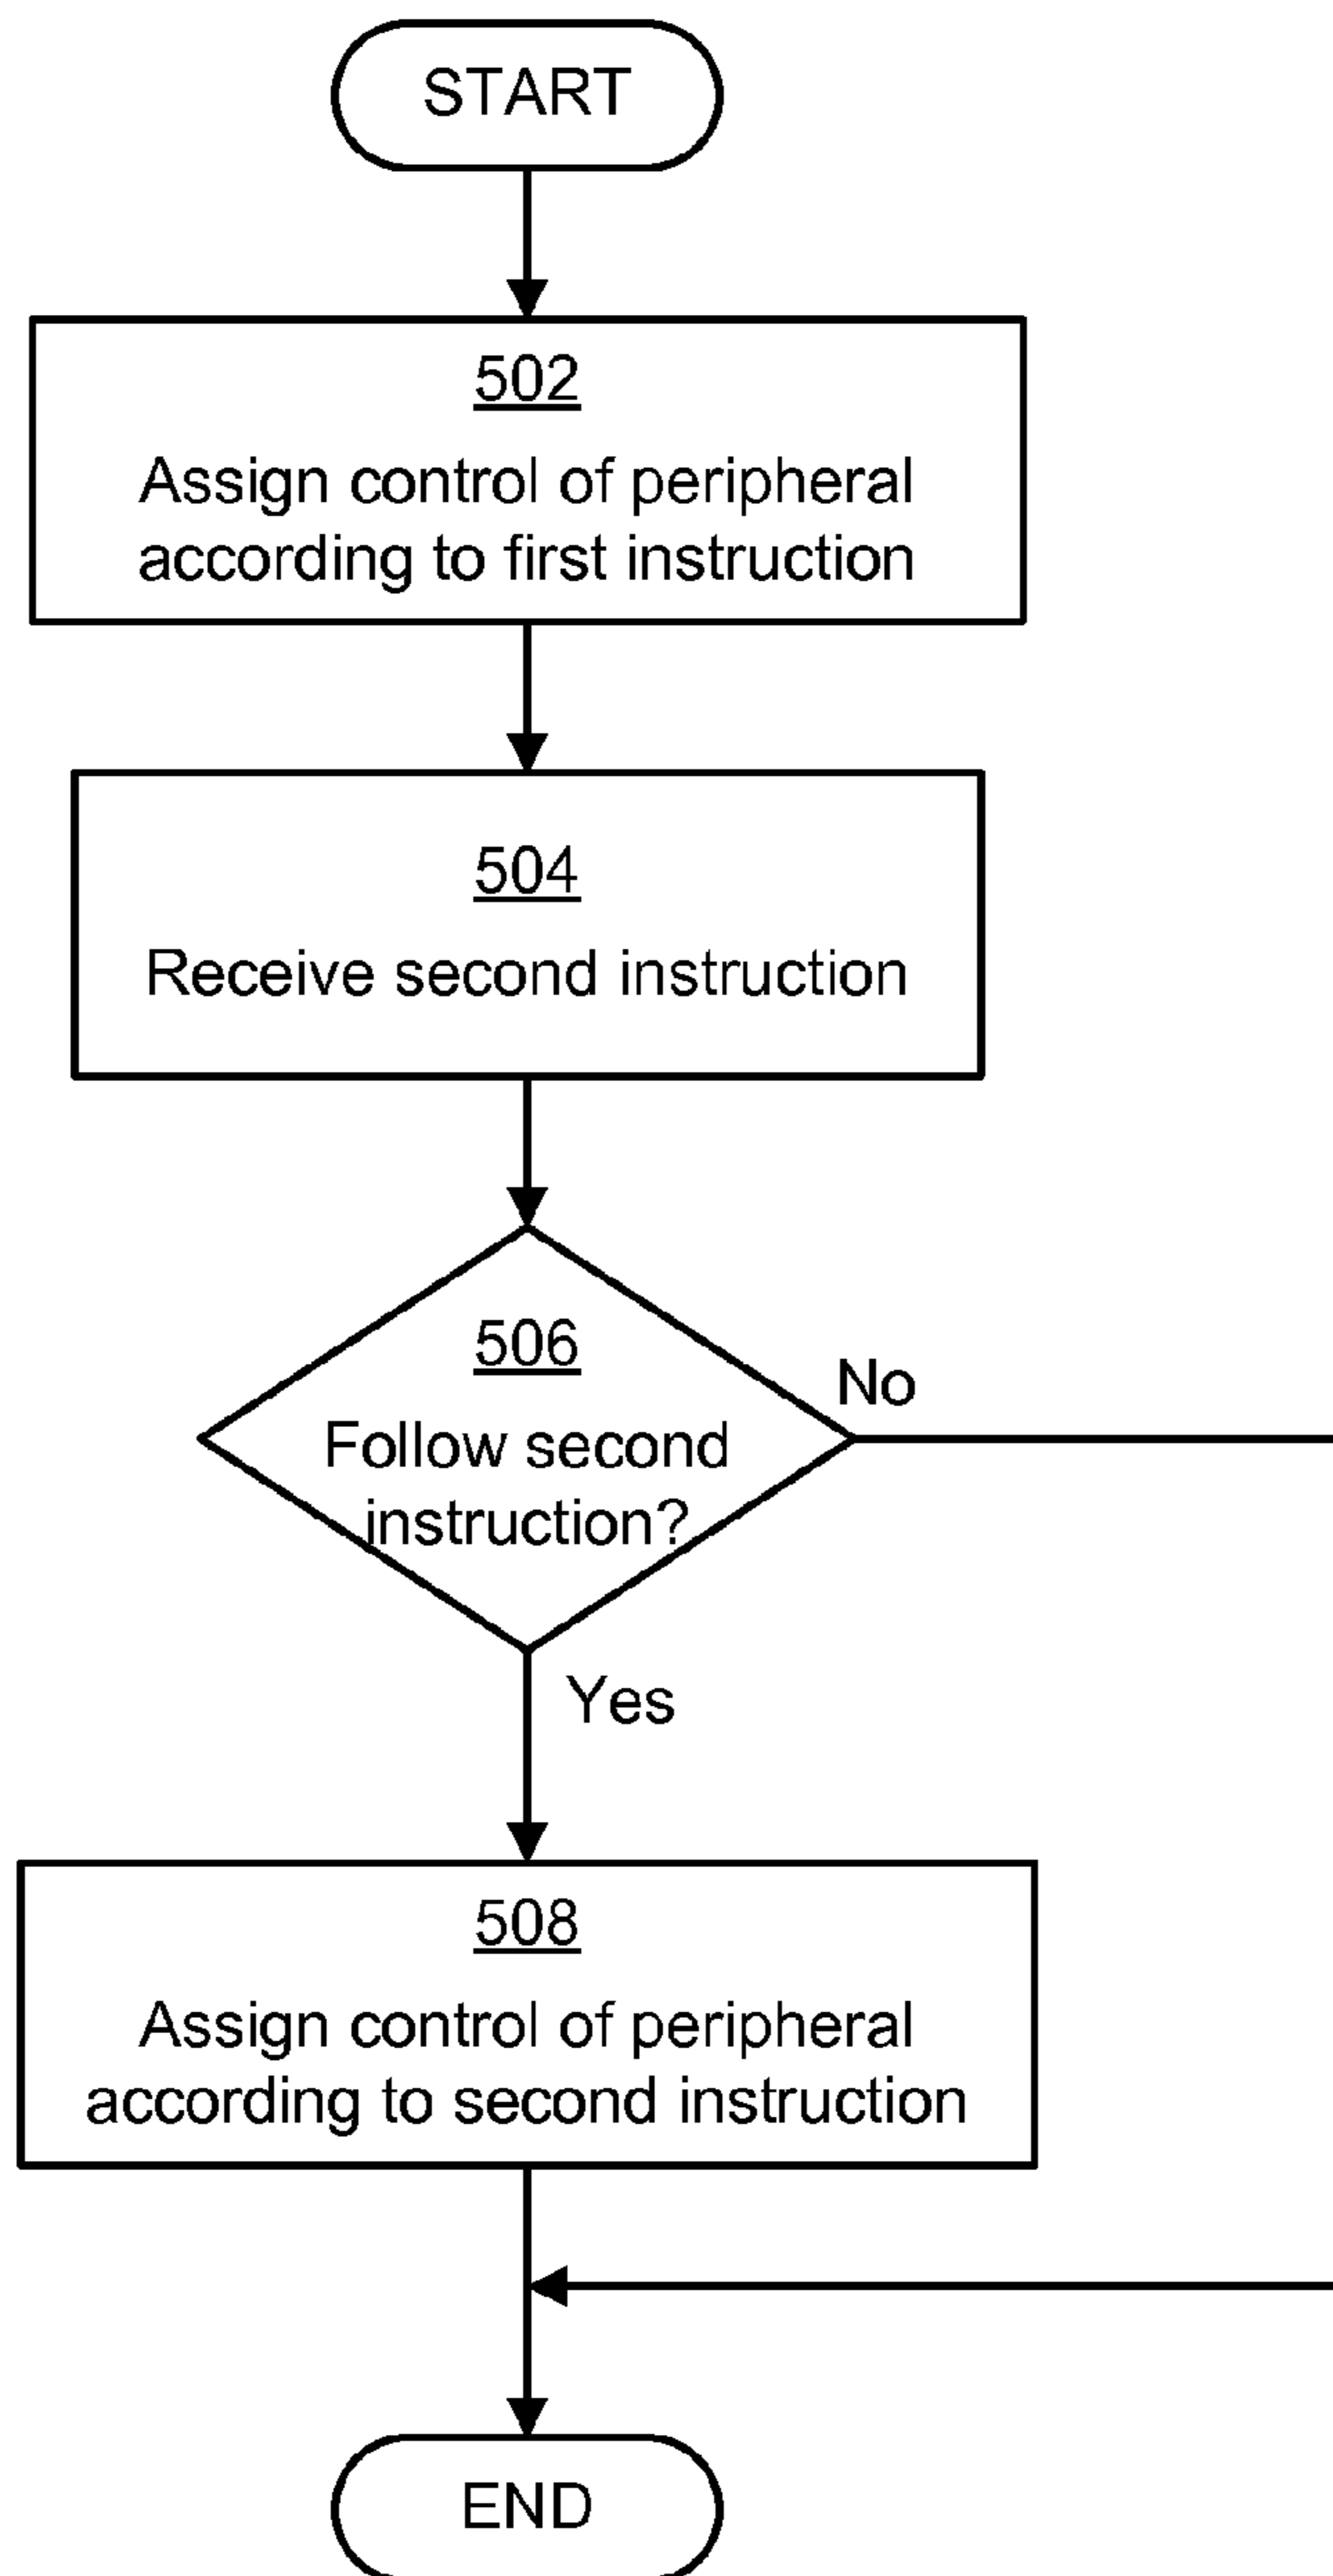 START
502
Assign control of peripheral
according to first instruction
504
Receive second instruction
506
No
Follow second
instruction?
Yes
508
Assign control of peripheral
according to second instruction
END